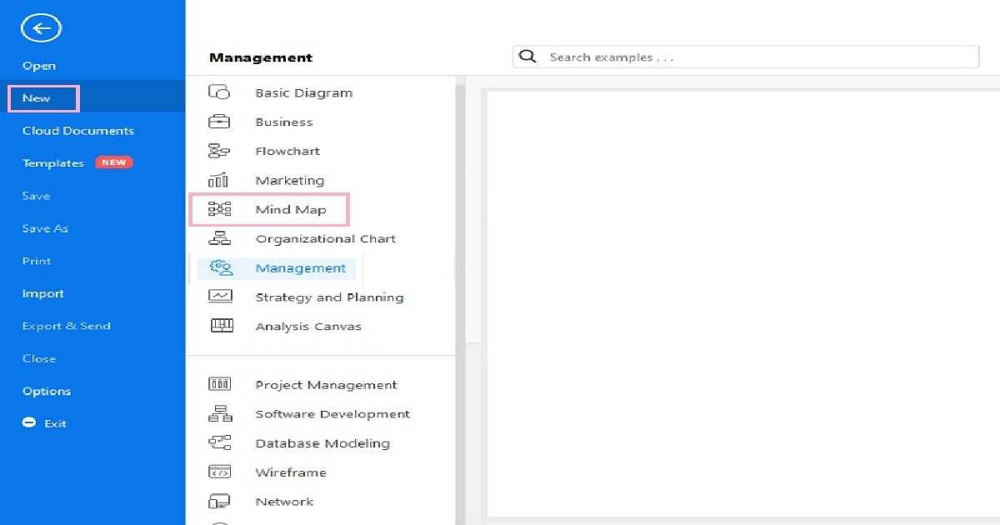 Open
New
Cloud Documents
Templates NEW
Save
Save As
Print
Import
Export & Send
Close
Options
Exit
Management
Search examples . . .
Basic Diagram
Business
Flowchart
Marketing
Mind Map
Organizational Chart
Management
Strategy and Planning
Analysis Canvas
Project Management
Software Development
Database Modeling
Wireframe
Network